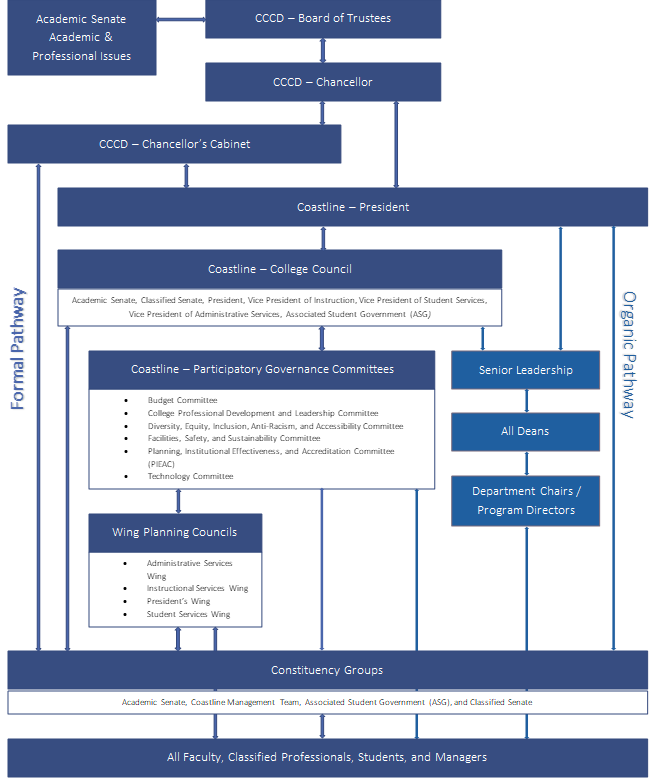 Academic Senate
Academic &
Professional Issues
CCCD – Board of Trustees
CCCD – Chancellor
CCCD – Chancellor's Cabinet
Coastline – President
Coastline – College Council
Academic Senate, Classified Senate, President, Vice President of Instruction, Vice President of Student Services,
Vice President of Administrative Services, Associated Student Government (ASG)
Formal Pathway
Organic Pathway
Coastline – Participatory Governance Committees
• Budget Committee
• College Professional Development and Leadership Committee
• Diversity, Equity, Inclusion, Anti-Racism, and Accessibility Committee
• Facilities, Safety, and Sustainability Committee
• Planning, Institutional Effectiveness, and Accreditation Committee
(PIEAC)
• Technology Committee
Senior Leadership
All Deans
Department Chairs /
Program Directors
Wing Planning Councils
• Administrative Services
Wing
• Instructional Services Wing
• President's Wing
• Student Services Wing
Constituency Groups
Academic Senate, Coastline Management Team, Associated Student Government (ASG), and Classified Senate
All Faculty, Classified Professionals, Students, and Managers